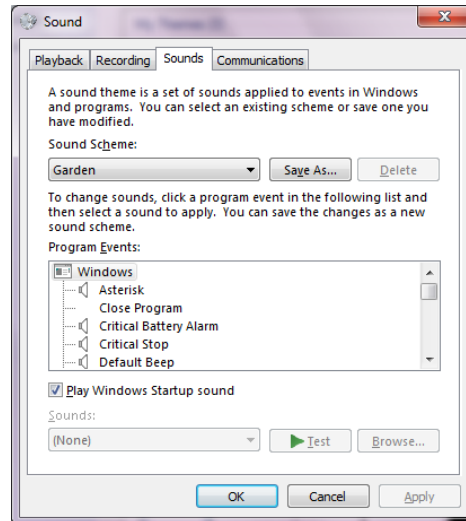 Sound
Playback
Recording
Sounds
Communications
A sound theme is a set of sounds applied to events in Windows
and programs. You can select an existing scheme or save one you
have modified.
Sound Scheme:
Garden
Save As...
Delete
To change sounds, click a program event in the following list and
then select a sound to apply. You can save the changes as a new
sound scheme.
Program Events:
Windows
Asterisk
Close Program
Critical Battery Alarm
Critical Stop
Default Beep
Play Windows Startup sound
Sounds:
(None)
Test
Browse...
OK
Cancel
Apply